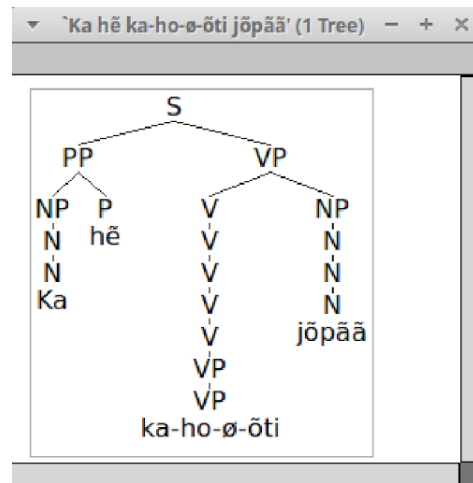 `Ka hẽ ka-ho-ø-õti jõpãã' (1 Tree)
S
PP VP
NP P V NP
N hẽ V N
N V N
Ka V N
V jõpãã
VP
VP
ka-ho-ø-õti